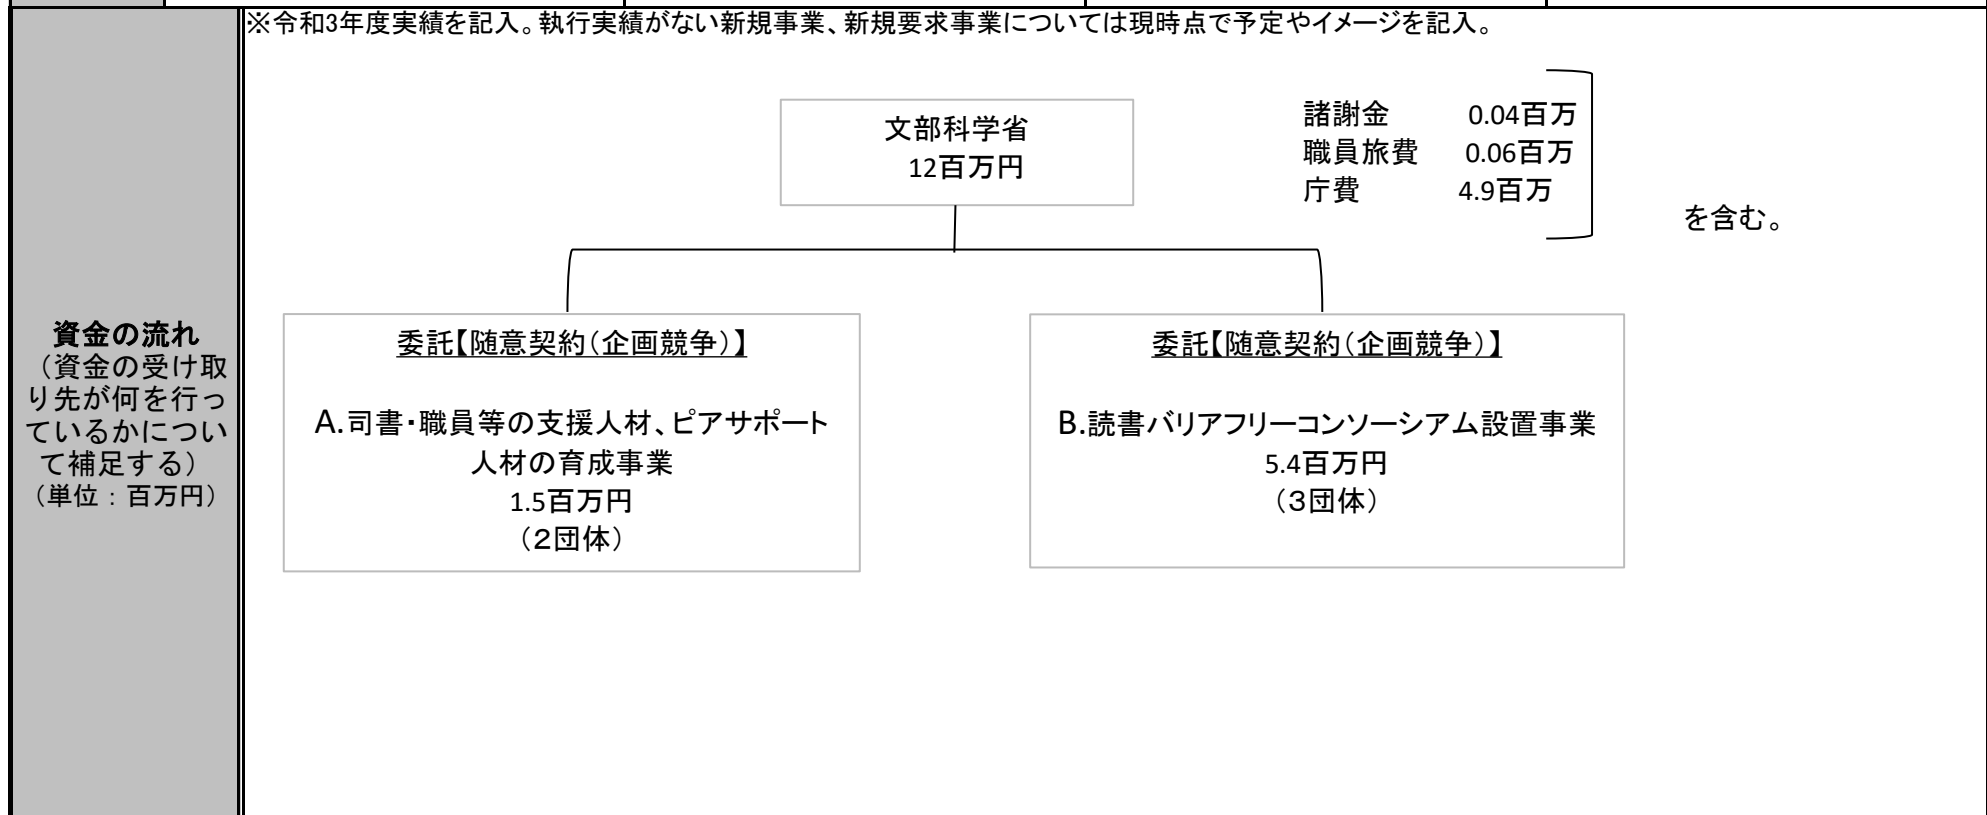 ※令和3年度実績を記入。執行実績がない新規事業、新規要求事業については現時点で予定やイメージを記入。
資金の流れ
（資金の受け取
り先が何を行っ
ているかについ
て補足する）
（単位：百万円）
文部科学省
12百万円
諸謝金 0.04百万
職員旅費 0.06百万
庁費 4.9百万
を含む。
委託【随意契約（企画競争）】
A.司書・職員等の支援人材、ピアサポート
人材の育成事業
1.5百万円
（２団体）
委託【随意契約（企画競争）】
B.読書バリアフリーコンソーシアム設置事業
5.4百万円
（３団体）